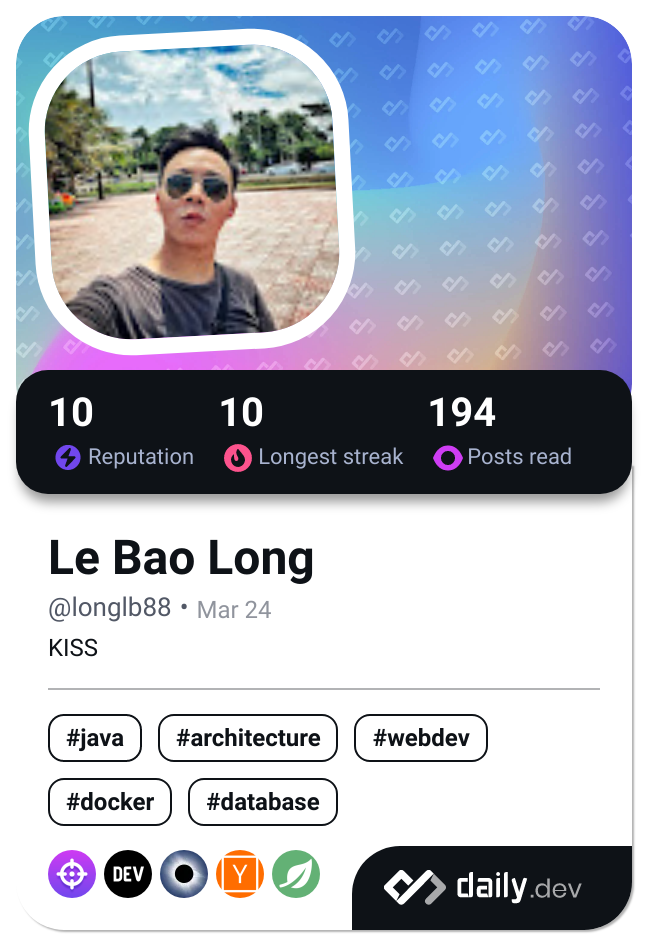 10 10 194
Reputation Longest streak Posts read
Le Bao Long
@longlb88 • Mar 24
KISS
#java #architecture #webdev
#docker #database
DEV Y daily.dev